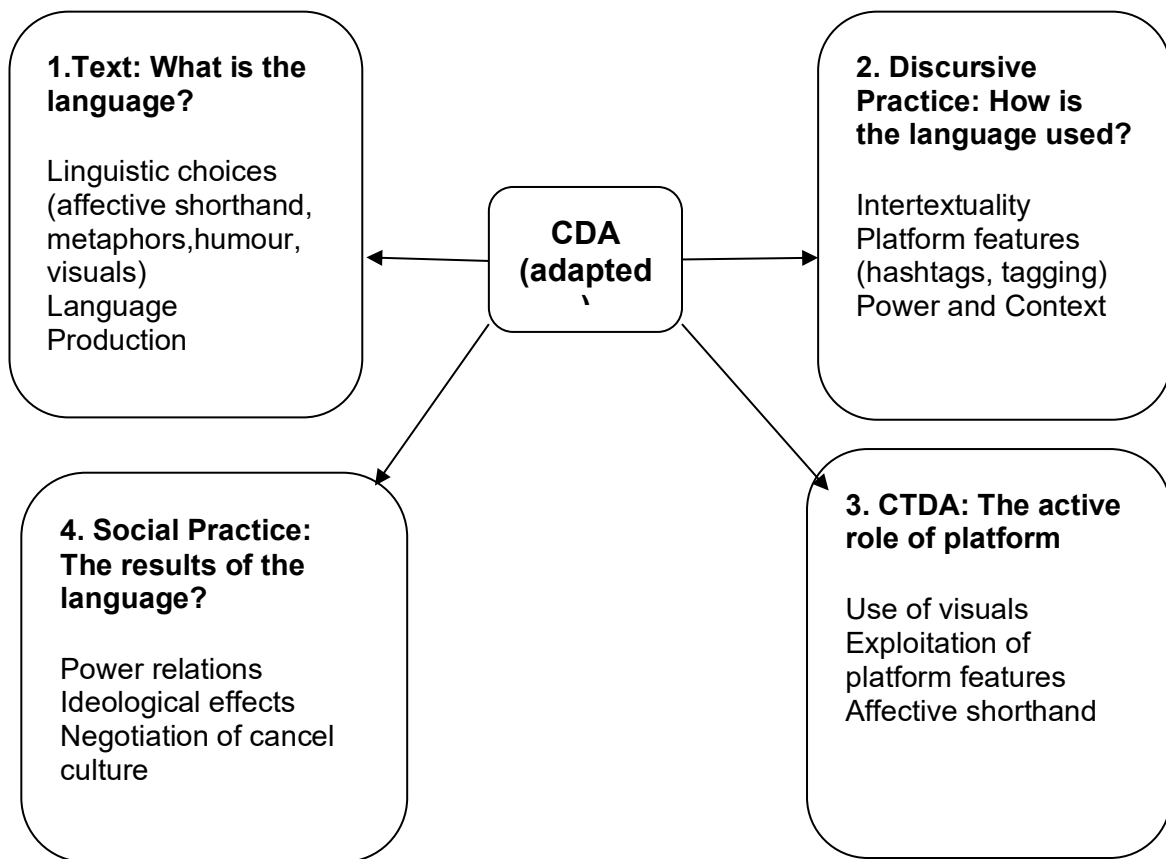 1.Text: What is the
language?
Linguistic choices
(affective shorthand,
metaphors,humour,
visuals)
Language
Production
CDA
(adapted
)
2. Discursive
Practice: How is
the language used?
Intertextuality
Platform features
(hashtags, tagging)
Power and Context
3. CTDA: The active
role of platform
Use of visuals
Exploitation of
platform features
Affective shorthand
4. Social Practice:
The results of the
language?
Power relations
Ideological effects
Negotiation of cancel
culture